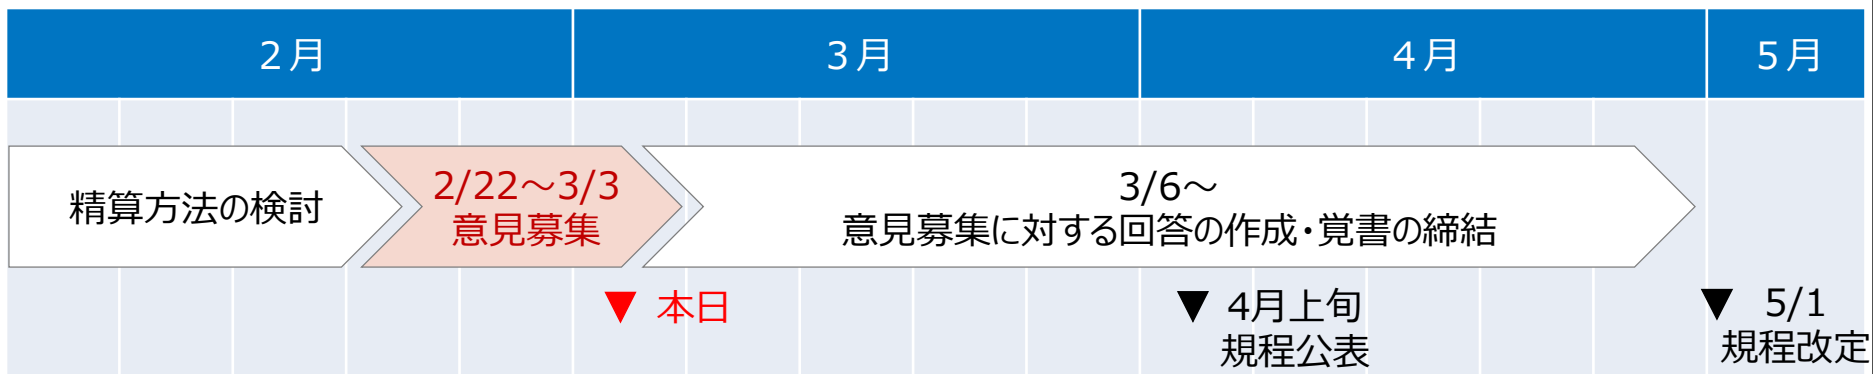 ２月
３月
４月
５月
精算方法の検討
2/22～3/3
意見募集
3/6～
意見募集に対する回答の作成・覚書の締結
▼ 本日
▼ 4月上旬
規程公表
▼ 5/1
規程改定